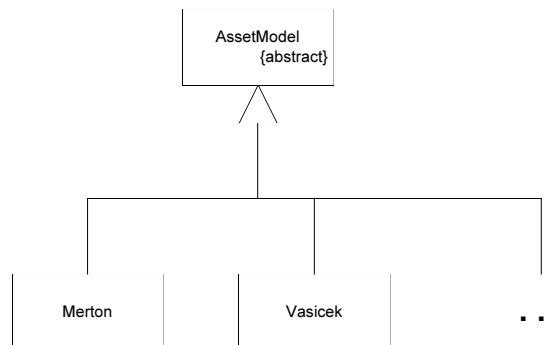 AssetModel
{abstract}
Merton
Vasicek
. .